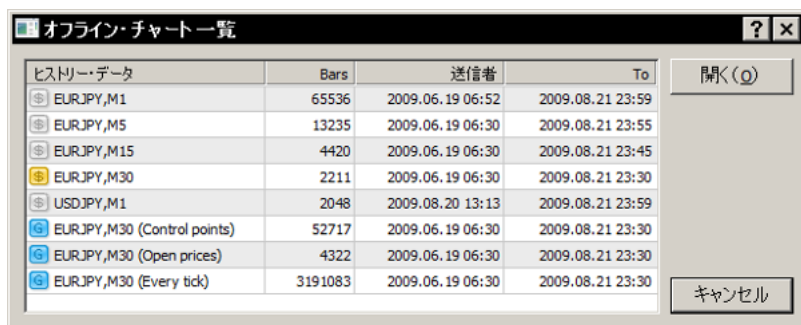 オフライン・チャート一覧
ヒストリー・データ Bars 送信者 To
EURJPY,M1 65536 2009.06.19 06:52 2009.08.21 23:59
EURJPY,M5 13235 2009.06.19 06:30 2009.08.21 23:55
EURJPY,M15 4420 2009.06.19 06:30 2009.08.21 23:45
EURJPY,M30 2211 2009.06.19 06:30 2009.08.21 23:30
USDJPY,M1 2048 2009.08.20 13:13 2009.08.21 23:59
EURJPY,M30 (Control points) 52717 2009.06.19 06:30 2009.08.21 23:30
EURJPY,M30 (Open prices) 4322 2009.06.19 06:30 2009.08.21 23:30
EURJPY,M30 (Every tick) 3191083 2009.06.19 06:30 2009.08.21 23:30
開く(o)
キャンセル